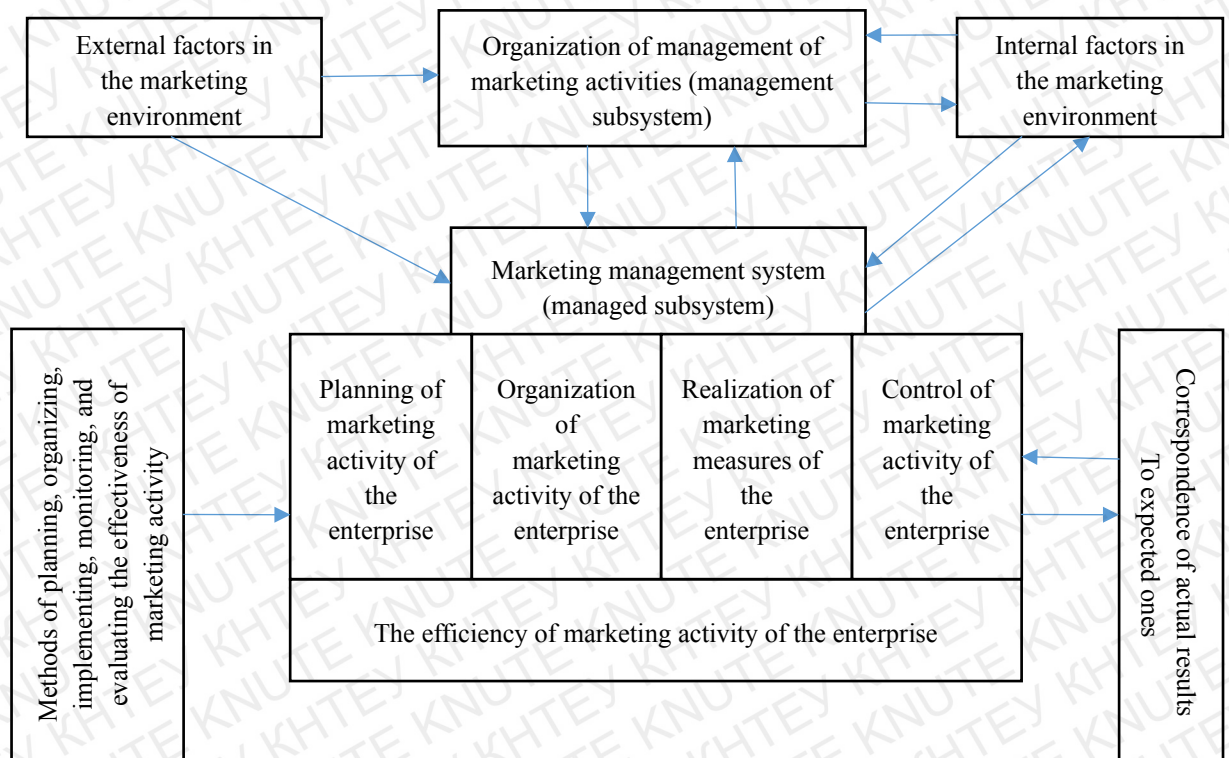 External factors in
the marketing
environment
Organization of management of
marketing activities (management
subsystem)
Internal factors in
the marketing
environment
Marketing management system
(managed subsystem)
Methods of planning, organizing,
implementing, monitoring, and
evaluating the effectiveness of
marketing activity
Planning of
marketing
activity of
the
enterprise
Organization
of
marketing
activity of the
enterprise
Realization of
marketing
measures of
the
enterprise
Control of
marketing
activity of
the
enterprise
Correspondence of actual results
To expected ones
The efficiency of marketing activity of the enterprise
КНТЕУ KNUTE